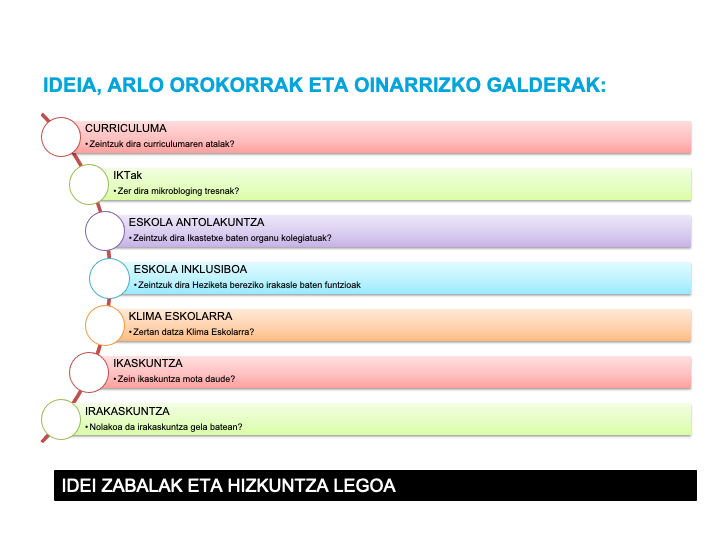 IDEIA, ARLO OROKORRAK ETA OINARRIZKO GALDERAK:
CURRICULUMA
•Zeintzuk dira curriculumaren atalak?
IKTak
•Zer dira mikrobloging tresnak?
ESKOLA ANTOLAKUNTZA
•Zeintzuk dira Ikastetxe baten organu kolegiatuak?
ESKOLA INKLUSIBOA
•Zeintzuk dira Heziketa bereziko irakasle baten funtzioak
KLIMA ESKOLARRA
•Zertan datza Klima Eskolarra?
IKASKUNTZA
•Zein ikaskuntza mota daude?
IRAKASKUNTZA
•Nolakoa da irakaskuntza gela batean?
IDEI ZABALAK ETA HIZKUNTZA LEGOA